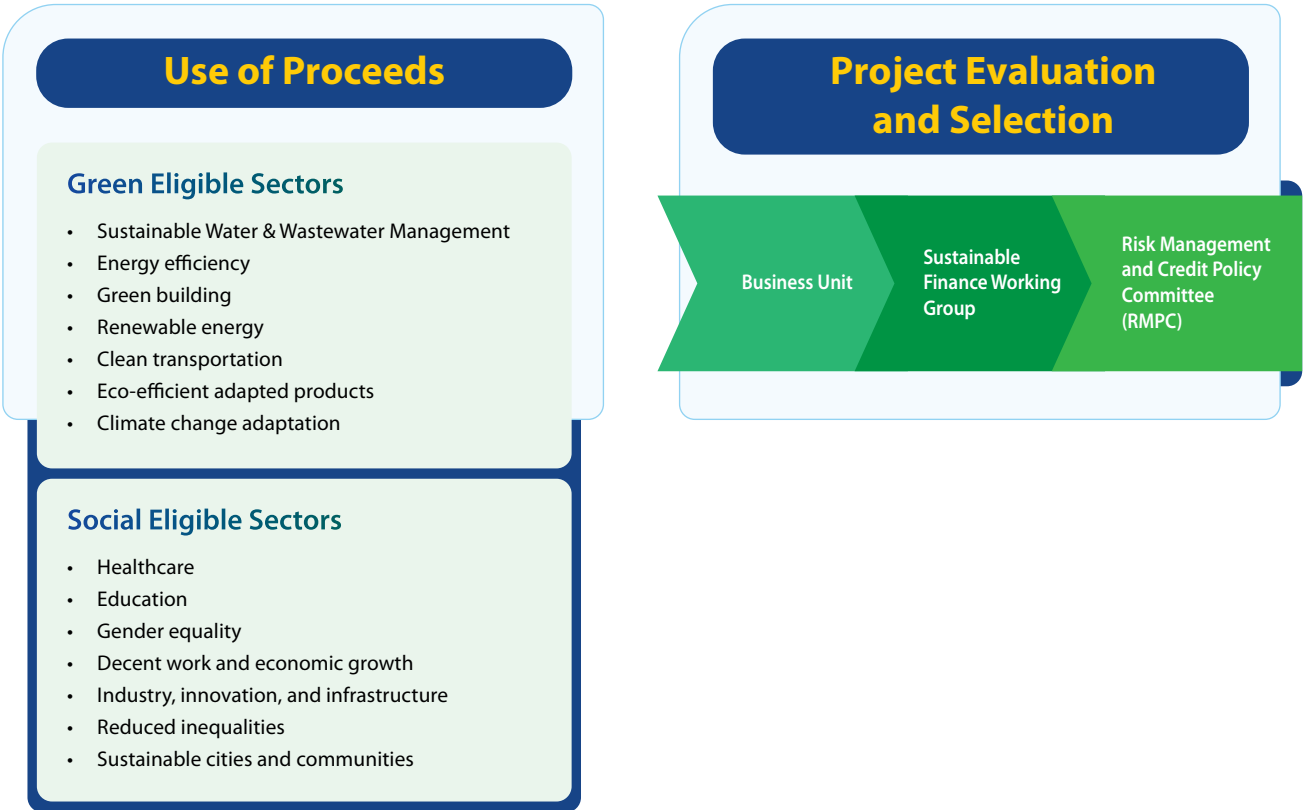 Use of Proceeds
Green Eligible Sectors
• Sustainable Water & Wastewater Management
• Energy efficiency
• Green building
• Renewable energy
• Clean transportation
• Eco-efficient adapted products
• Climate change adaptation
Social Eligible Sectors
• Healthcare
• Education
• Gender equality
• Decent work and economic growth
• Industry, innovation, and infrastructure
• Reduced inequalities
• Sustainable cities and communities
Project Evaluation
and Selection
Business Unit
Sustainable
Finance Working
Group
Risk Management
and Credit Policy
Committee
(RMPC)